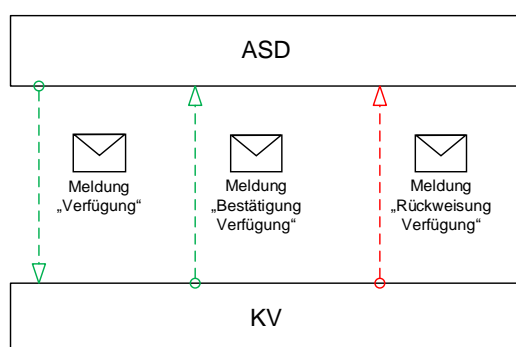 ASD
Meldung
„Verfügung“
Meldung
„Bestätigung
Verfügung“
Meldung
„Rückweisung
Verfügung“
KV